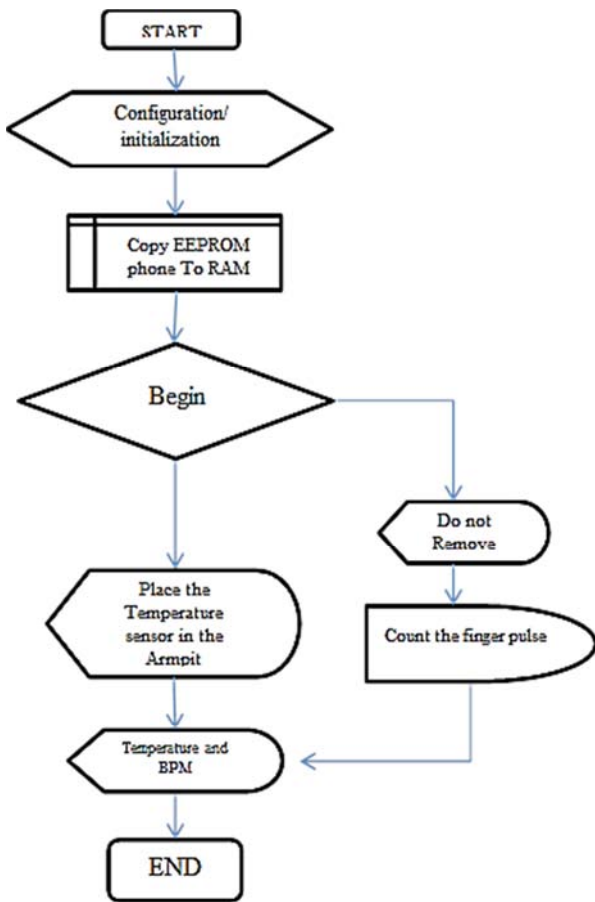 START
Configuration/
initialization
Copy EEPROM
phone To RAM
Begin
Do not
Remove
Place the
Temperature
sensor in the
Armpit
Count the finger pulse
Temperature and
BPM
END